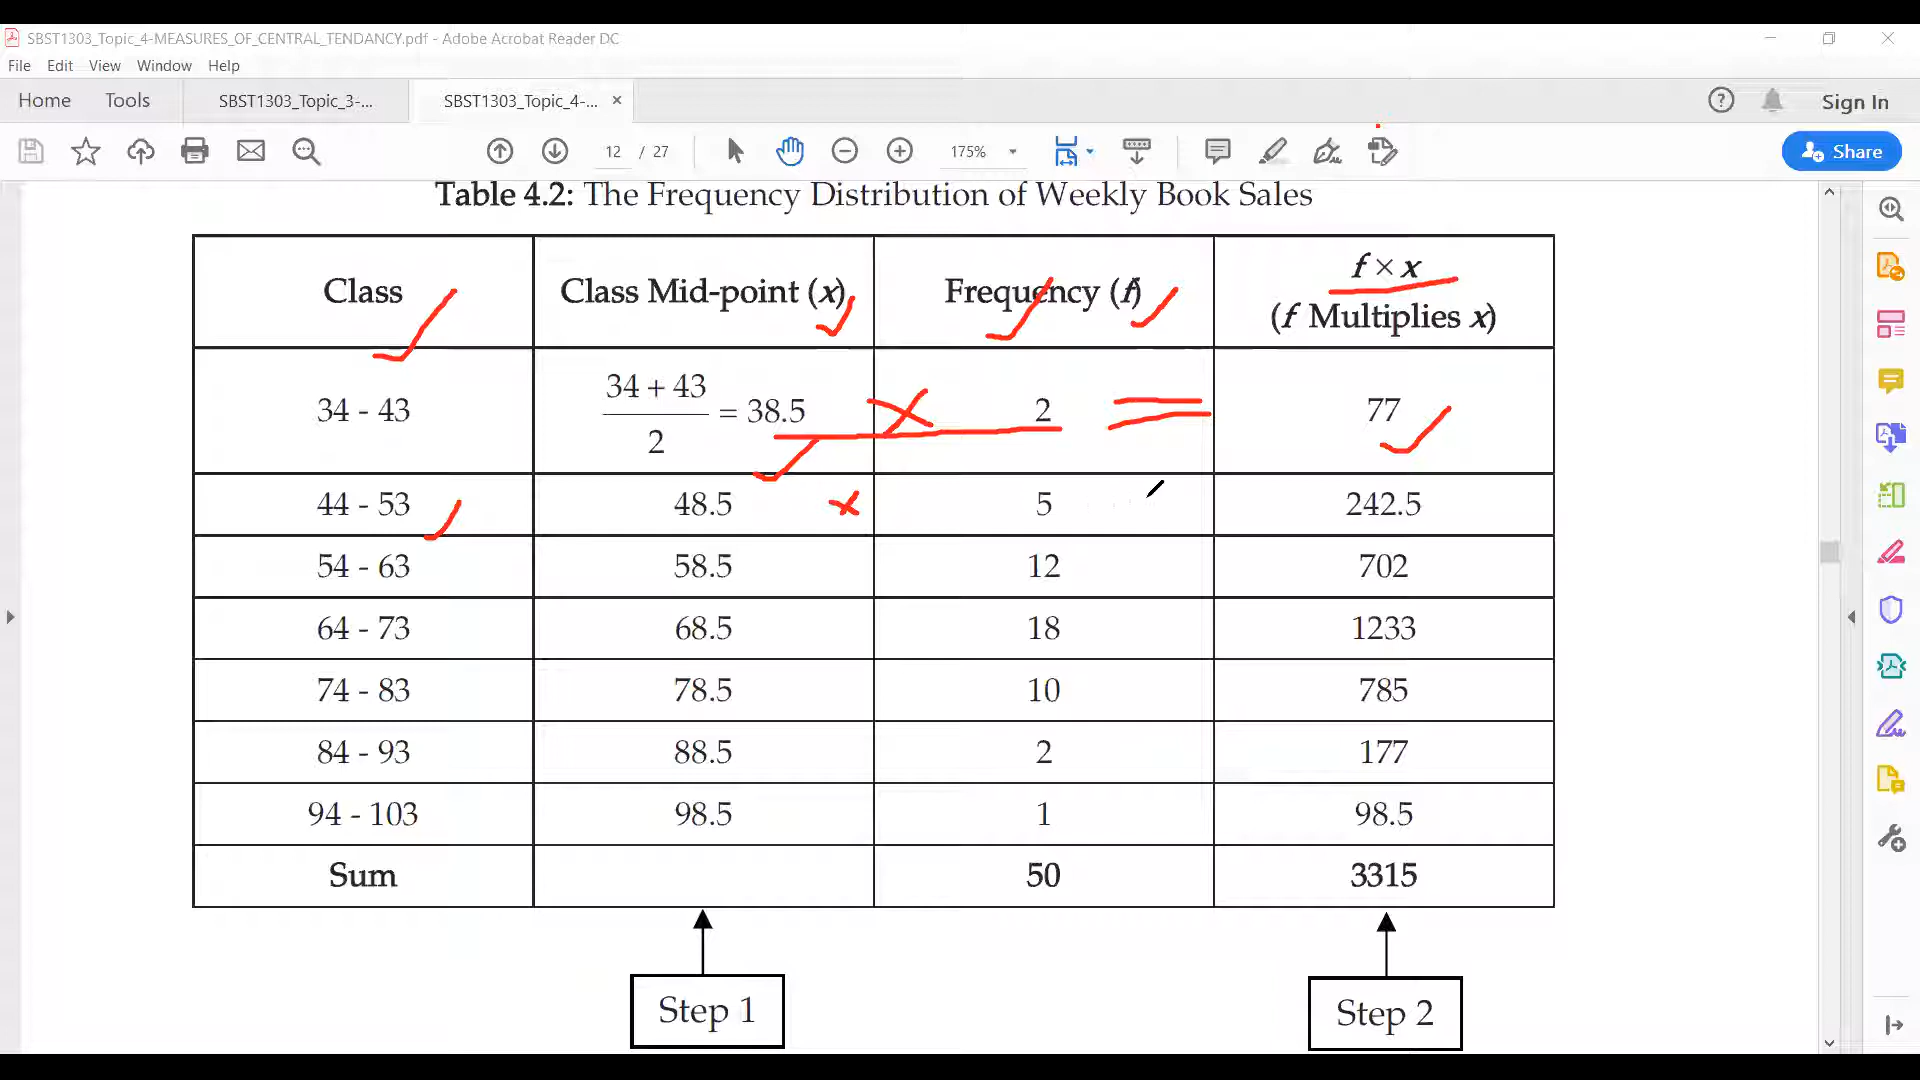 SBST1303_Topic_4-MEASURES_OF_CENTRAL_TENDANCY.pdf - Adobe Acrobat Reader DC
File Edit View Window Help
Home Tools SBST1303_Topic_3-... SBST1303_Topic_4-... × Sign In
12 / 27 175% Share
Table 4.2: The Frequency Distribution of Weekly Book Sales
Class Class Mid-point (x) Frequency (f) f × x
(f Multiplies x)
34 - 43 34 + 43 / 2 = 38.5 2 77
44 - 53 48.5 5 242.5
54 - 63 58.5 12 702
64 - 73 68.5 18 1233
74 - 83 78.5 10 785
84 - 93 88.5 2 177
94 - 103 98.5 1 98.5
Sum 50 3315
Step 1 Step 2